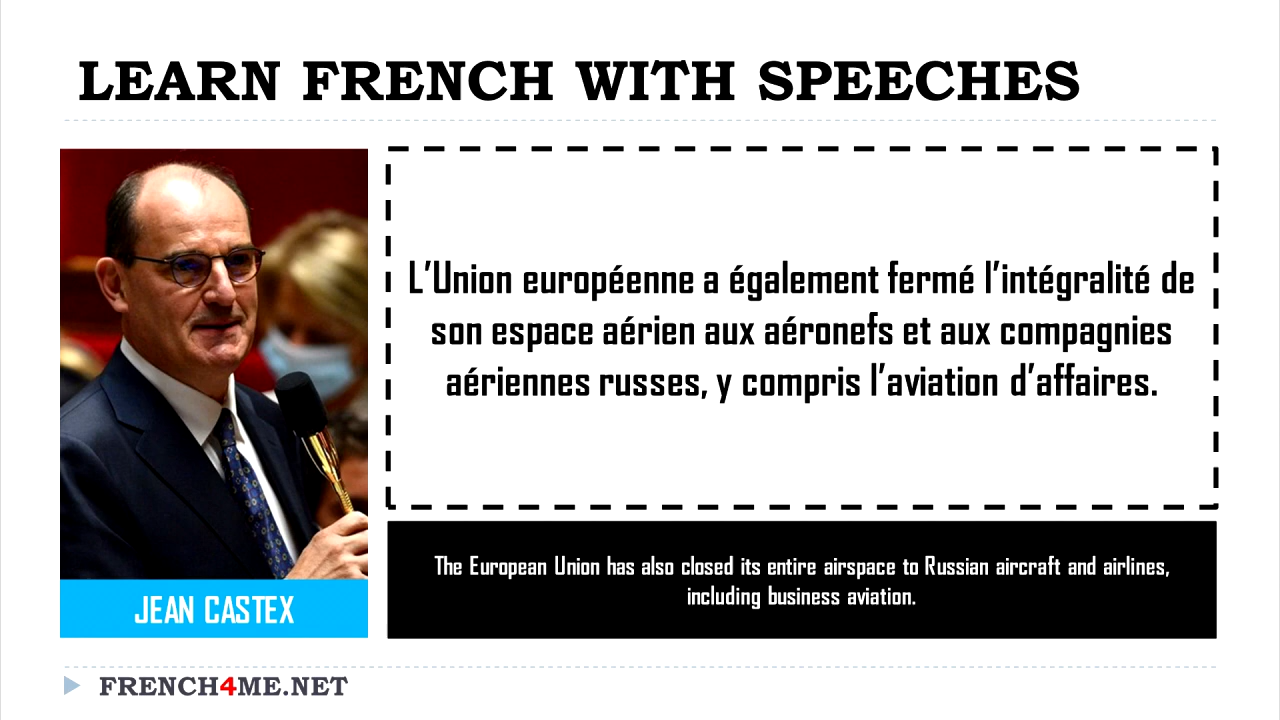 LEARN FRENCH WITH SPEECHES
L’Union européenne a également fermé l’intégralité de
son espace aérien aux aéronefs et aux compagnies
aériennes russes, y compris l’aviation d’affaires.
The European Union has also closed its entire airspace to Russian aircraft and airlines,
including business aviation.
JEAN CASTEX
FRENCH4ME.NET